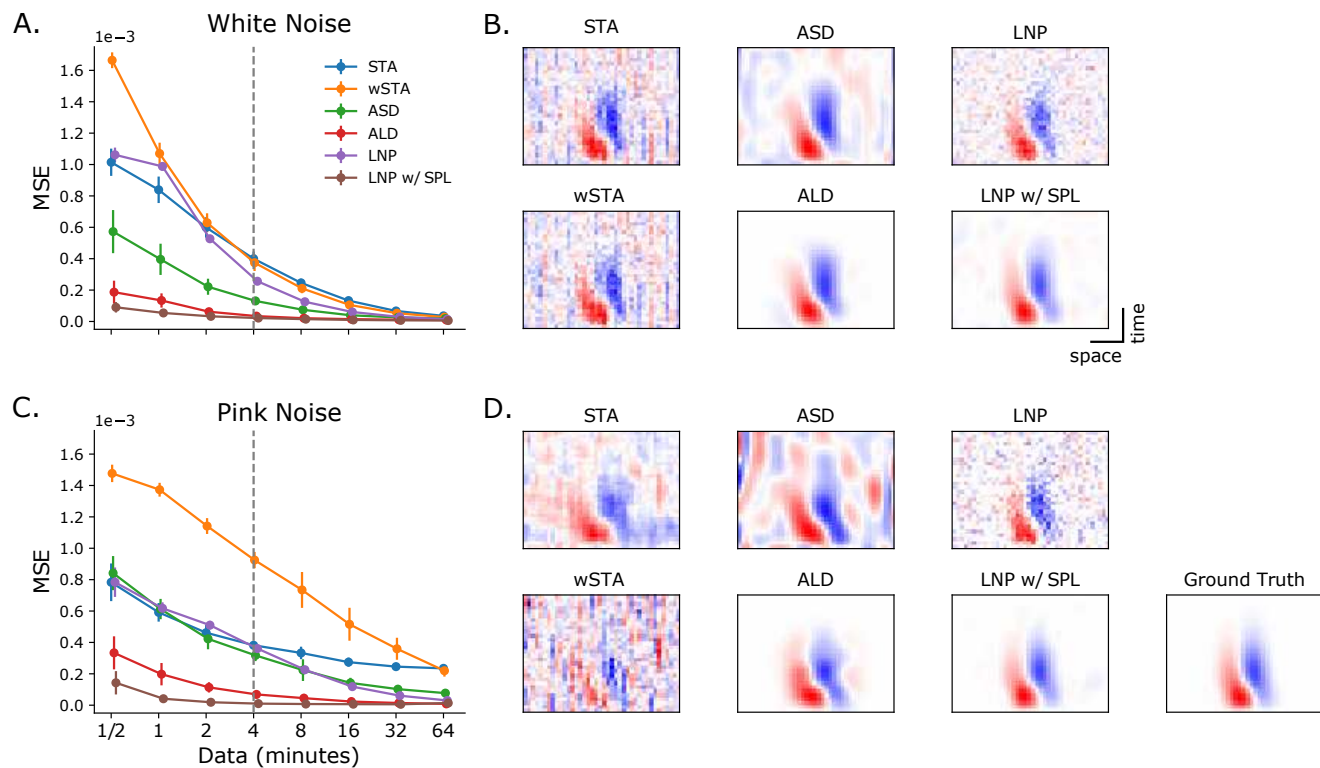 A.
White Noise
1e−3
1.6
1.4
1.2
1.0
0.8
0.6
0.4
0.2
0.0
MSE
STA
wSTA
ASD
ALD
LNP
LNP w/ SPL
B.
STA
ASD
LNP
wSTA
ALD
LNP w/ SPL
time
space
C.
Pink Noise
1e−3
1.6
1.4
1.2
1.0
0.8
0.6
0.4
0.2
0.0
MSE
1/2 1 2 4 8 16 32 64
Data (minutes)
D.
STA
ASD
LNP
wSTA
ALD
LNP w/ SPL
Ground Truth